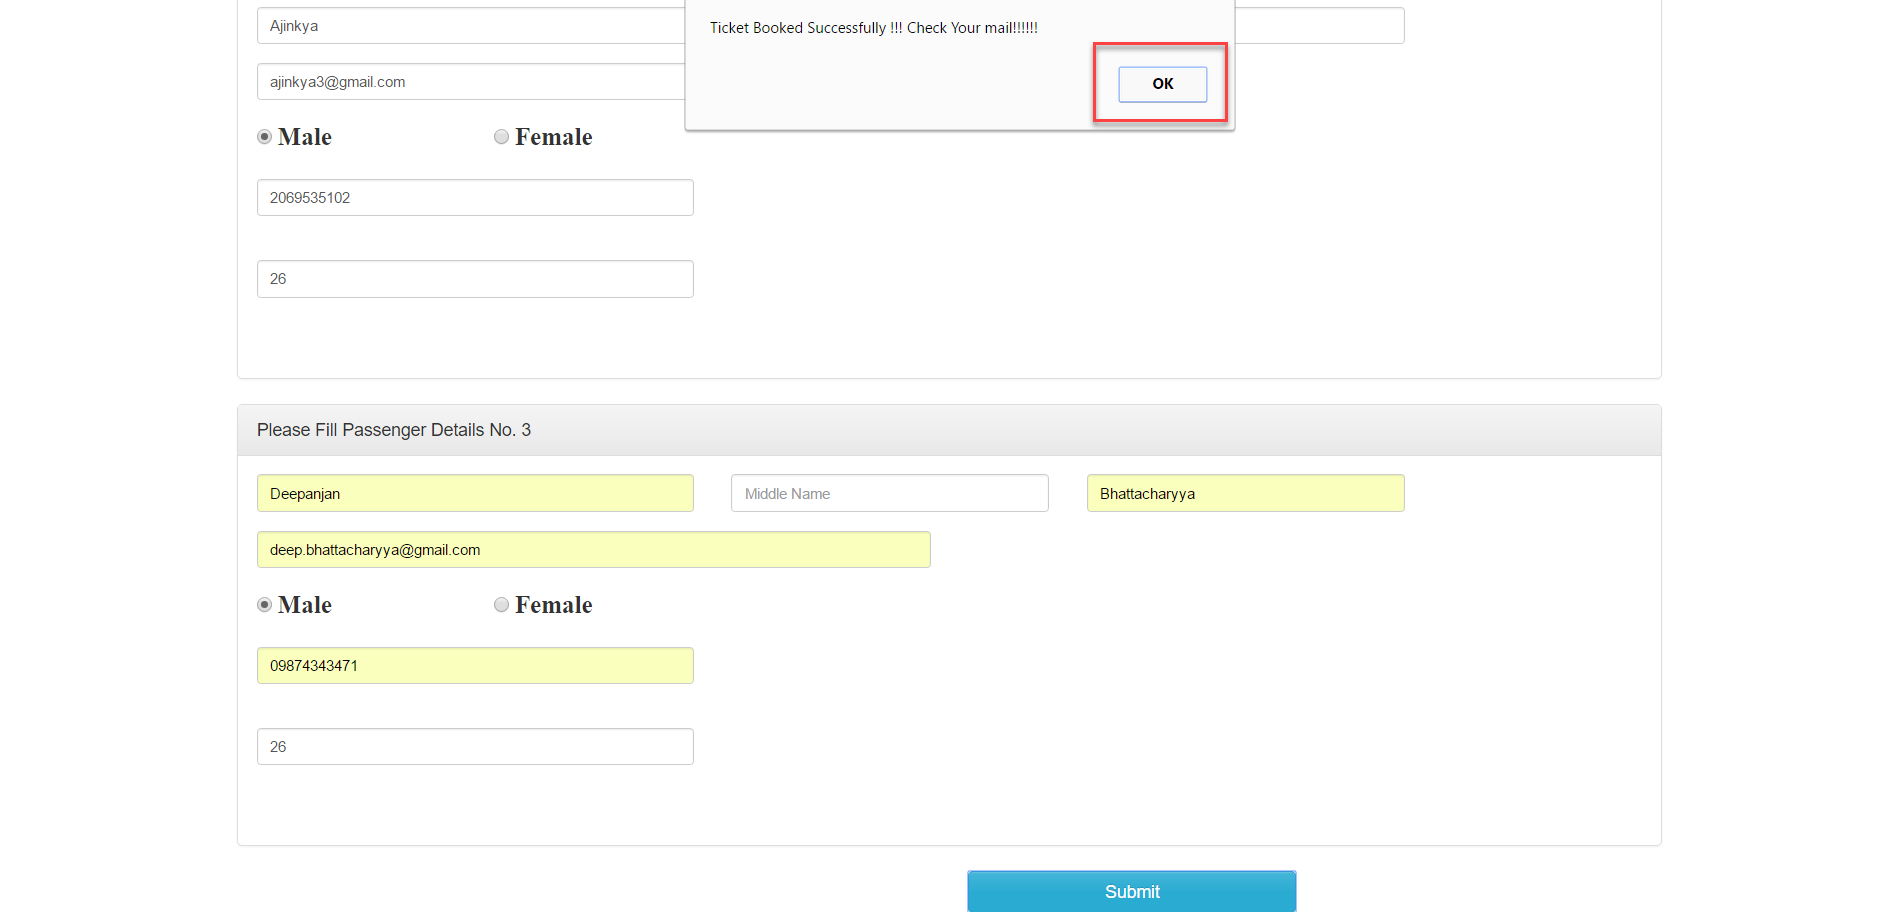 Ajinkya
Ticket Booked Successfully !!! Check Your mail!!!!!!
ajinkya3@gmail.com
OK
Male Female
2069535102
26
Please Fill Passenger Details No. 3
Deepanjan Middle Name Bhattacharyya
deep.bhattacharyya@gmail.com
Male Female
09874343471
26
Submit